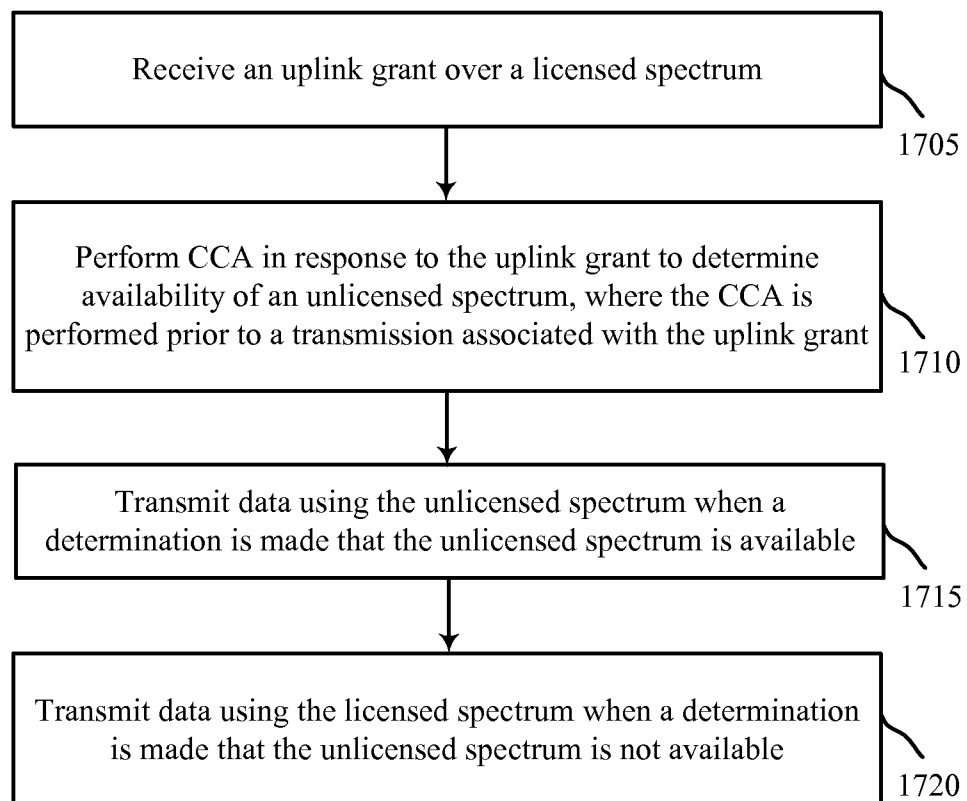 Receive an uplink grant over a licensed spectrum
1705
Perform CCA in response to the uplink grant to determine
availability of an unlicensed spectrum, where the CCA is
performed prior to a transmission associated with the uplink grant
1710
Transmit data using the unlicensed spectrum when a
determination is made that the unlicensed spectrum is available
1715
Transmit data using the licensed spectrum when a determination
is made that the unlicensed spectrum is not available
1720